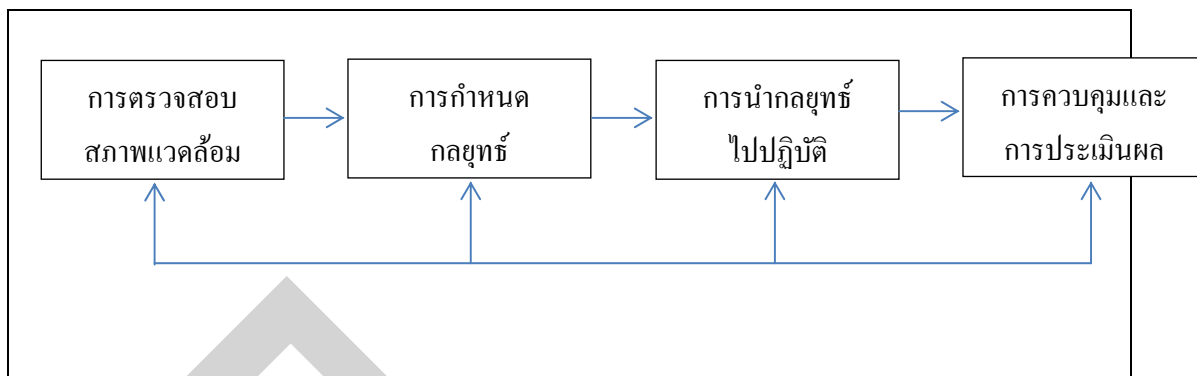 การตรวจสอบ
สภาพแวดล้อม
การกำหนด
กลยุทธ์
การนำกลยุทธ์
ไปปฏิบัติ
การควบคุมและ
การประเมินผล